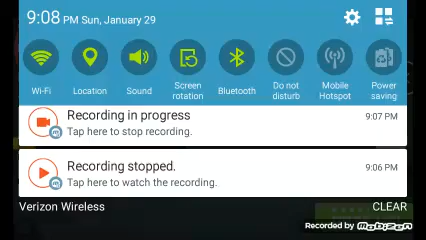 9:08 PM Sun, January 29
Wi-Fi
Location
Sound
Screen rotation
Bluetooth
Do not disturb
Mobile Hotspot
Power saving
Recording in progress 9:07 PM
Tap here to stop recording.
Recording stopped. 9:06 PM
Tap here to watch the recording.
Verizon Wireless CLEAR
Recorded by MOBIZEN